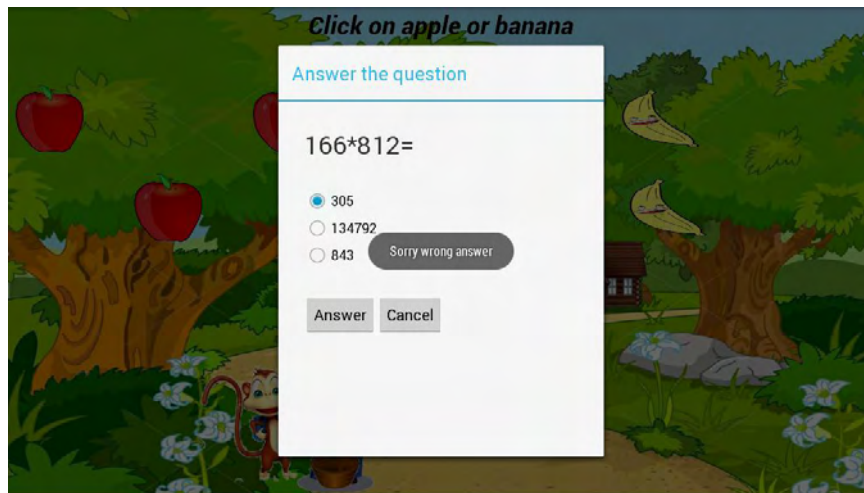 Click on apple or banana
Answer the question
166*812=
305
134792
843
Sorry wrong answer
Answer Cancel